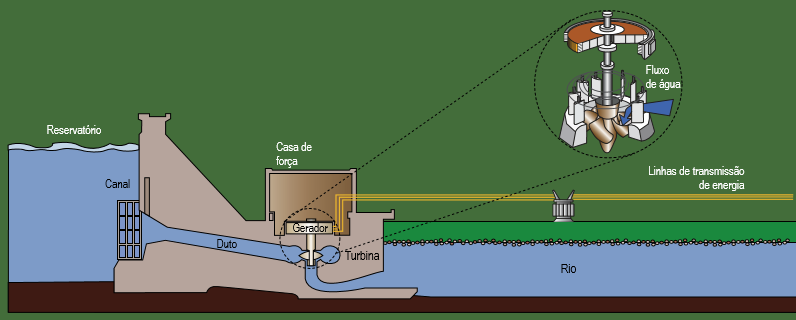 Fluxo
de água
Reservatório
Casa de
força
Linhas de transmissão
de energia
Canal
Gerador
Duto
Turbina
Rio